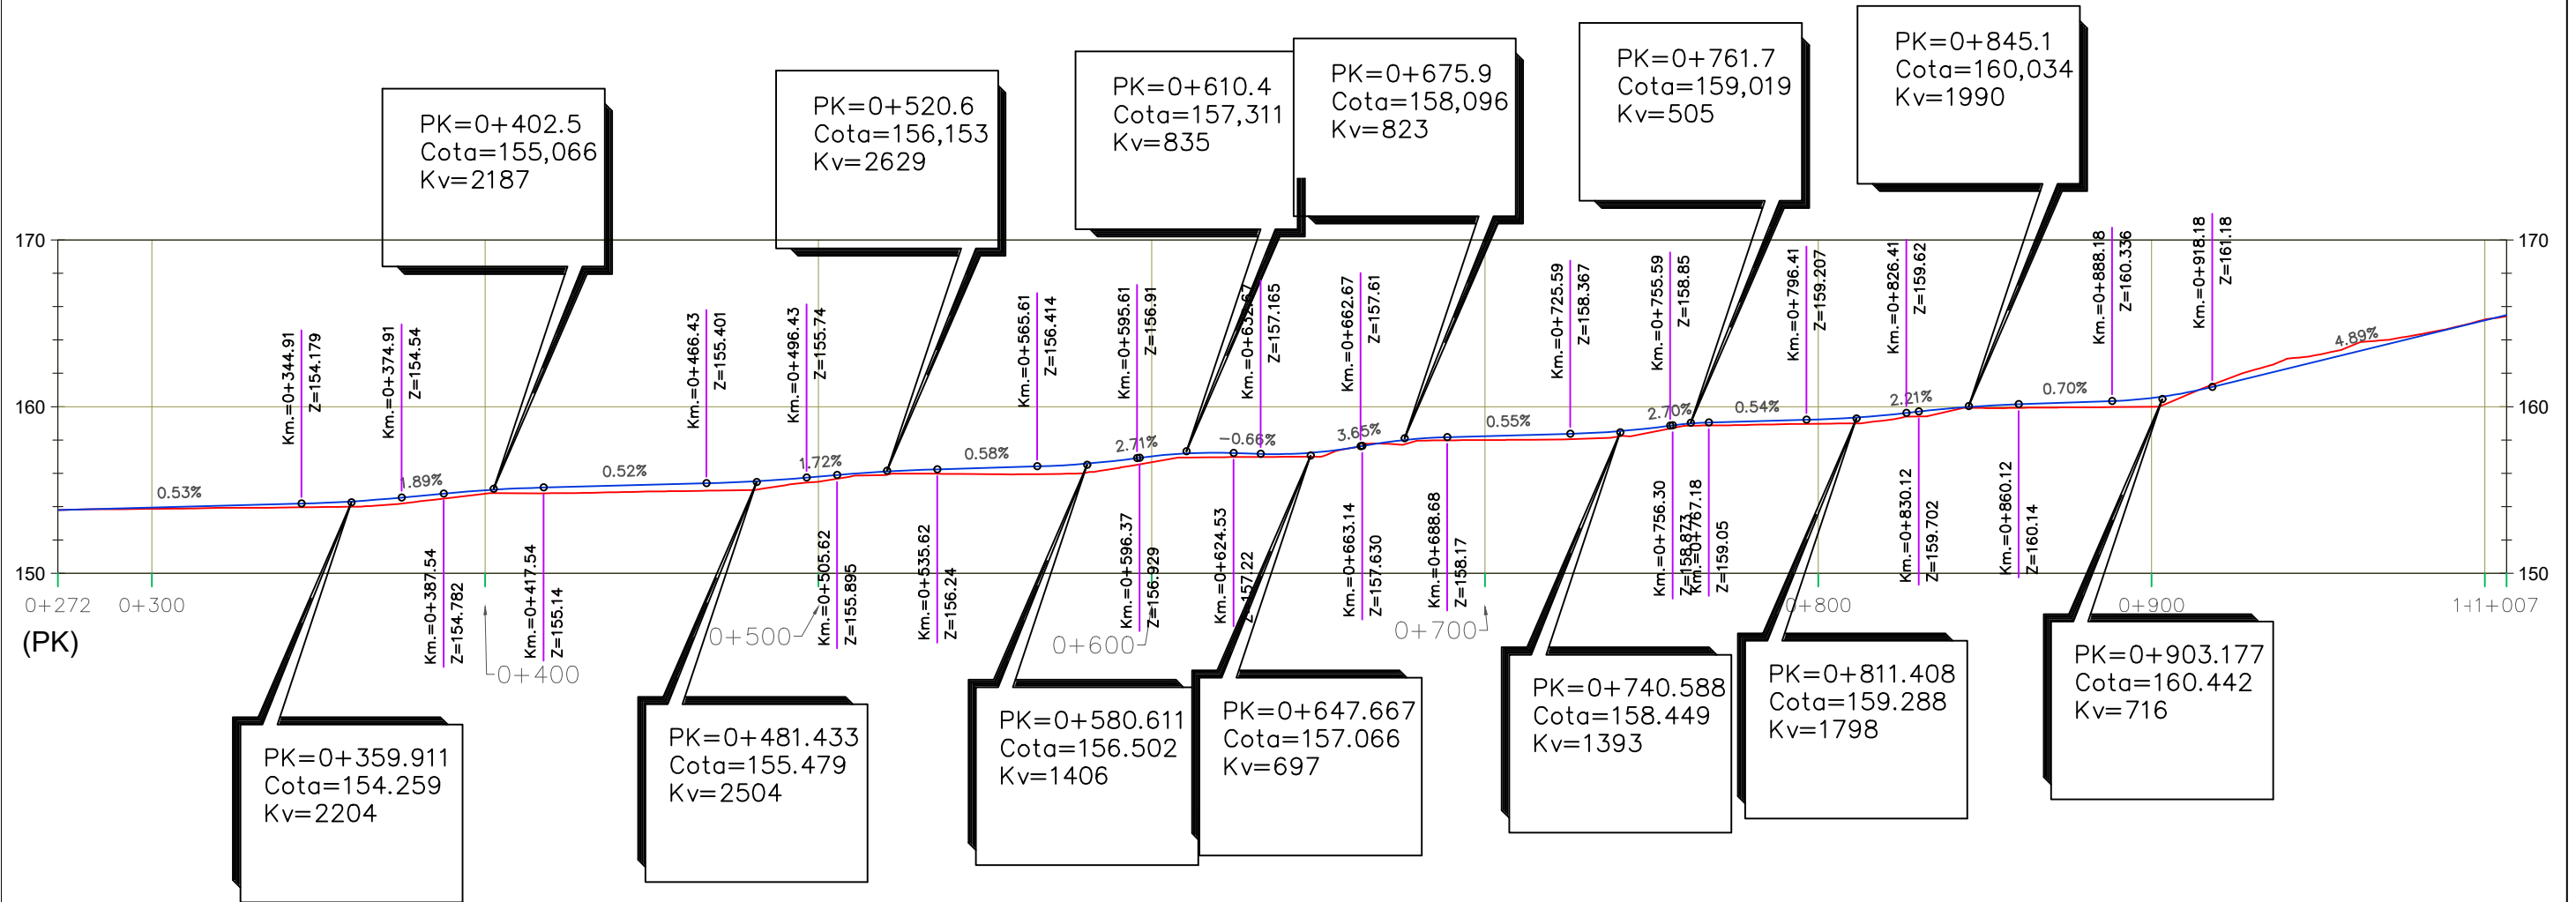 PK=0+402.5
Cota=155,066
Kv=2187
PK=0+520.6
Cota=156,153
Kv=2629
PK=0+610.4
Cota=157,311
Kv=835
PK=0+675.9
Cota=158,096
Kv=823
PK=0+761.7
Cota=159,019
Kv=505
PK=0+845.1
Cota=160,034
Kv=1990
170
170
160
160
150
150
Km.=0+344.91
Z=154.179
Km.=0+374.91
Z=154.54
Km.=0+466.43
Z=155.401
Km.=0+496.43
Z=155.74
Km.=0+565.61
Z=156.414
Km.=0+595.61
Z=156.91
Km.=0+632.67
Z=157.165
Km.=0+662.67
Z=157.61
Km.=0+725.59
Z=158.367
Km.=0+755.59
Z=158.85
Km.=0+796.41
Z=159.207
Km.=0+826.41
Z=159.62
Km.=0+888.18
Z=160.336
Km.=0+918.18
Z=161.18
0.53%
1.89%
0.52%
1.72%
0.58%
2.71%
-0.66%
3.65%
0.55%
2.70%
0.54%
2.21%
0.70%
4.89%
Km.=0+387.54
Z=154.782
Km.=0+417.54
Z=155.14
Km.=0+505.62
Z=155.895
Km.=0+535.62
Z=156.24
Km.=0+596.37
Z=156.929
Km.=0+624.53
Z=157.22
Km.=0+663.14
Z=157.630
Km.=0+688.68
Z=158.17
Km.=0+756.30
Z=158.873
Km.=0+767.18
Z=159.05
Km.=0+830.12
Z=159.702
Km.=0+860.12
Z=160.14
0+272
0+300
0+400
0+500
0+600
0+700
0+800
0+900
1+007
(PK)
PK=0+359.911
Cota=154.259
Kv=2204
PK=0+481.433
Cota=155.479
Kv=2504
PK=0+580.611
Cota=156.502
Kv=1406
PK=0+647.667
Cota=157.066
Kv=697
PK=0+740.588
Cota=158.449
Kv=1393
PK=0+811.408
Cota=159.288
Kv=1798
PK=0+903.177
Cota=160.442
Kv=716